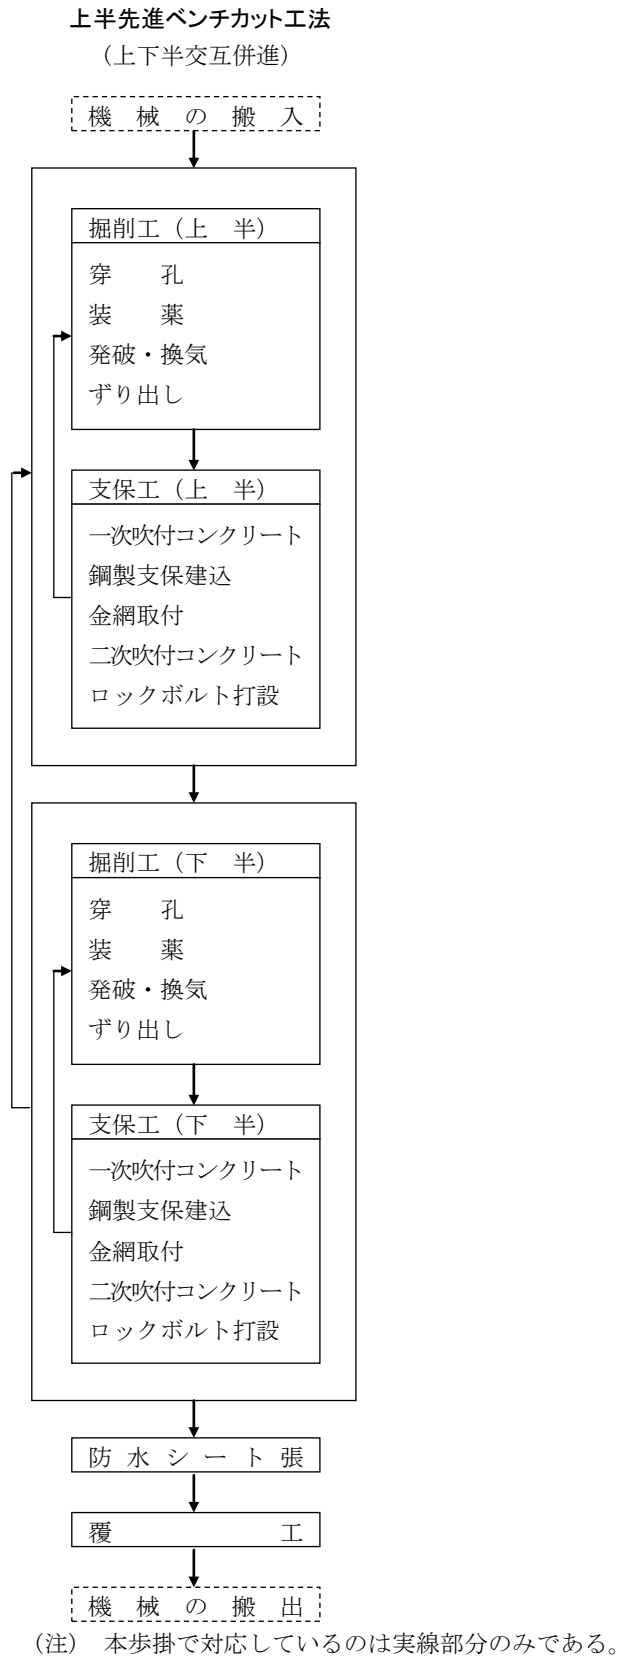 上半先進ベンチカット工法
（上下半交互併進）
機械の搬入
掘削工（上　半）
穿　　孔
装　　薬
発破・換気
ずり出し
支保工（上　半）
一次吹付コンクリート
鋼製支保建込
金網取付
二次吹付コンクリート
ロックボルト打設
掘削工（下　半）
穿　　孔
装　　薬
発破・換気
ずり出し
支保工（下　半）
一次吹付コンクリート
鋼製支保建込
金網取付
二次吹付コンクリート
ロックボルト打設
防水シート張
覆　　工
機械の搬出
（注）　本歩掛で対応しているのは実線部分のみである。